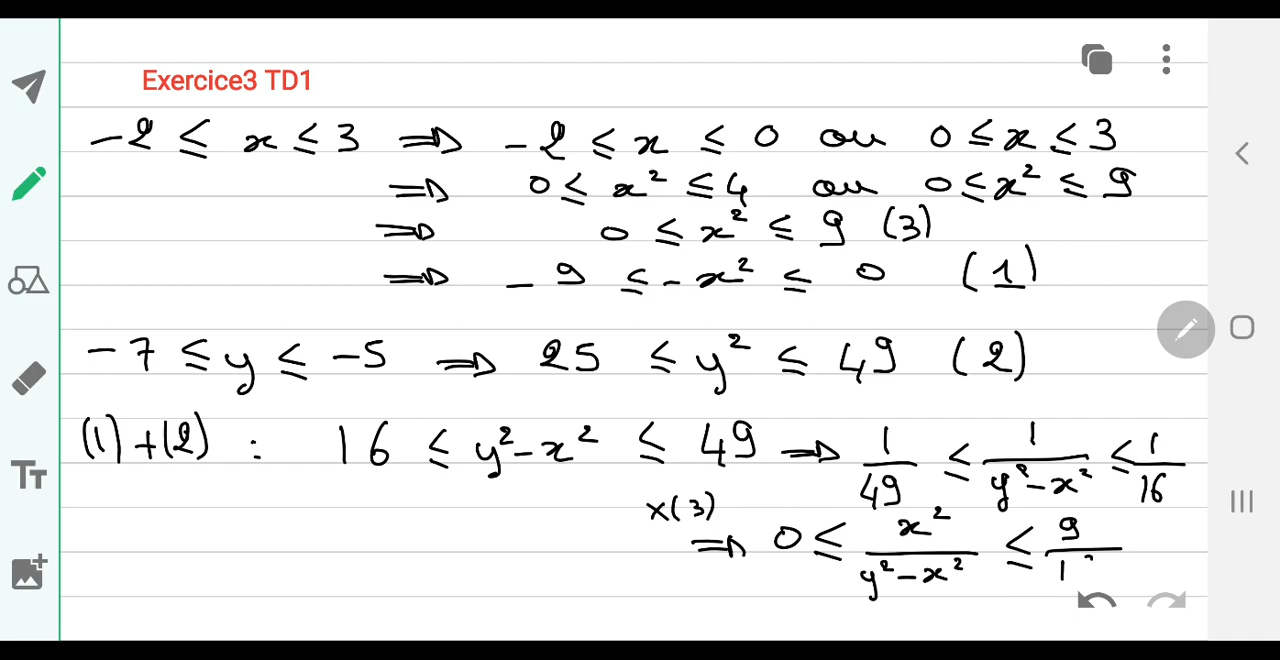 Exercice3 TD1
-2 ≤ x ≤ 3 ⇒ -2 ≤ x ≤ 0 ou 0 ≤ x ≤ 3
⇒ 0 ≤ x² ≤ 4 ou 0 ≤ x² ≤ 9
⇒ 0 ≤ x² ≤ 9 (3)
⇒ -9 ≤ -x² ≤ 0 (1)
-7 ≤ y ≤ -5 ⇒ 25 ≤ y² ≤ 49 (2)
(1)+(2) : 16 ≤ y²-x² ≤ 49 ⇒ 1/49 ≤ 1/(y²-x²) ≤ 1/16
×(3)
⇒ 0 ≤ x²/(y²-x²) ≤ 9/1
TT